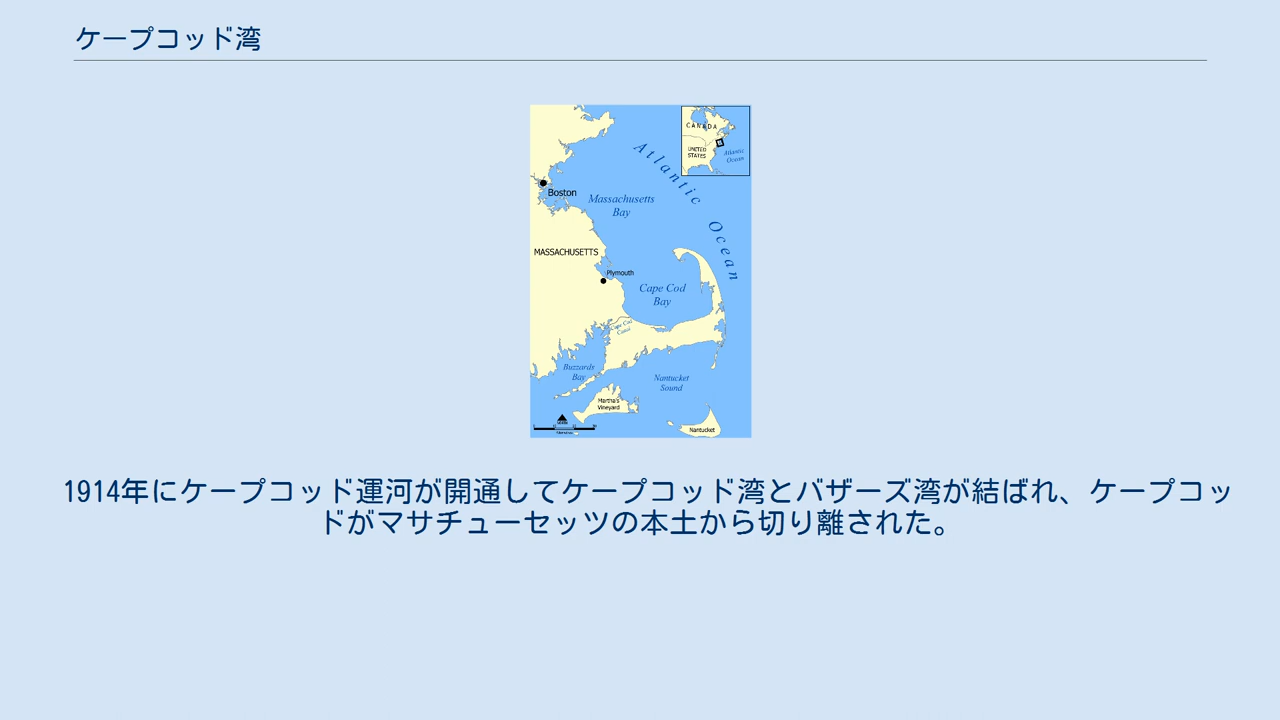 ケープコッド湾
CANADA
UNITED
STATES
Atlantic
Ocean
Atlantic Ocean
Boston
Massachusetts
Bay
MASSACHUSETTS
Plymouth
Cape Cod
Bay
Cape Cod
Canal
Buzzards
Bay
Nantucket
Sound
Martha's
Vineyard
Nantucket
1914年にケープコッド運河が開通してケープコッド湾とバザーズ湾が結ばれ、ケープコッ
ドがマサチューセッツの本土から切り離された。